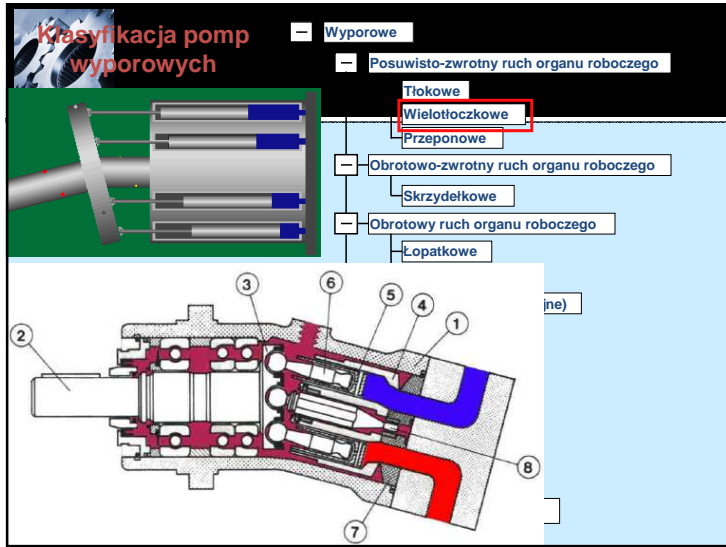 Klasyfikacja pomp
wyporowych
Wyporowe
Posuwisto-zwrotny ruch organu roboczego
Tłokowe
Wielotłoczkowe
Przeponowe
Obrotowo-zwrotny ruch organu roboczego
Skrzydełkowe
Obrotowy ruch organu roboczego
Łopatkowe
jne)
2
3
6
5
4
1
8
7